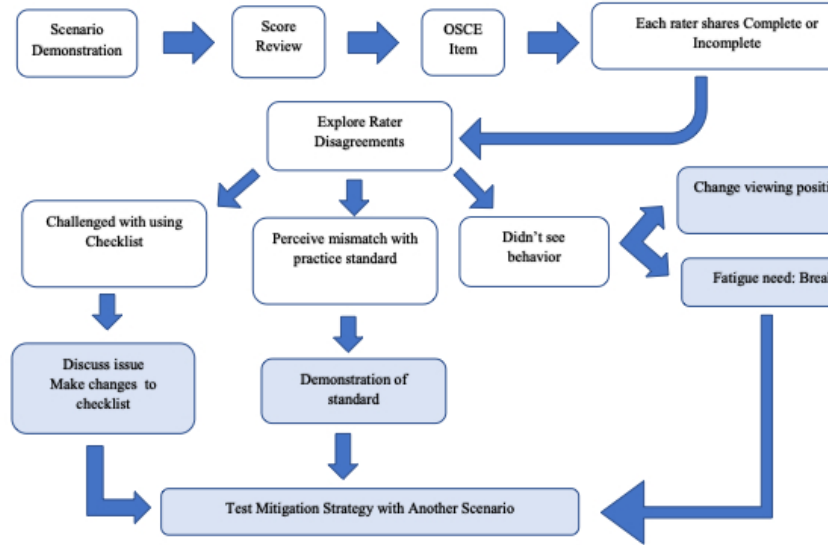 Scenario
Demonstration
Score
Review
OSCE
Item
Each rater shares Complete or
Incomplete
Explore Rater
Disagreements
Challenged with using
Checklist
Perceive mismatch with
practice standard
Didn't see
behavior
Change viewing positi
Fatigue need: Brea
Discuss issue
Make changes to
checklist
Demonstration of
standard
Test Mitigation Strategy with Another Scenario